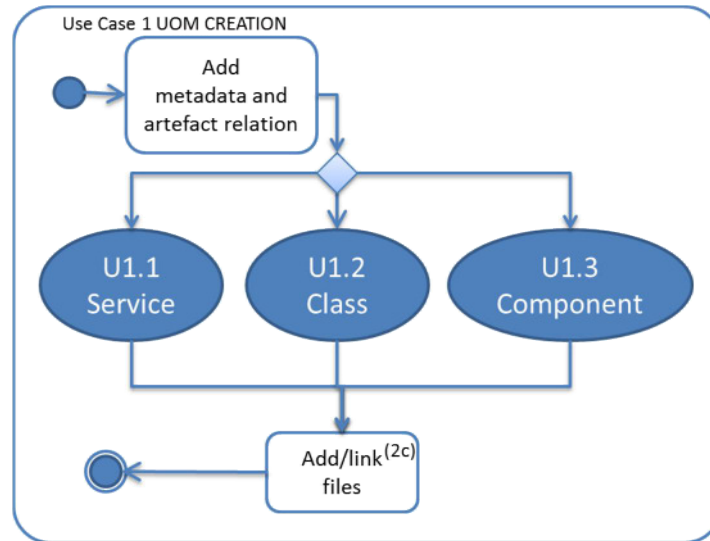 Use Case 1 UOM CREATION
Add
metadata and
artefact relation
U1.1
Service
U1.2
Class
U1.3
Component
Add/link(2c)
files